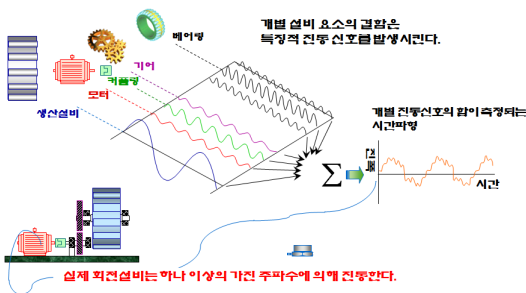 개별 설비 요소의 결함은
특징적 진동 신호를 발생시킨다.
베어링
기어
커플링
모터
생산설비
개별 진동신호의 합이 측정되는
시간파형
진폭
Σ
시간
실제 회전설비는 하나 이상의 가진 주파수에 의해 진동한다.